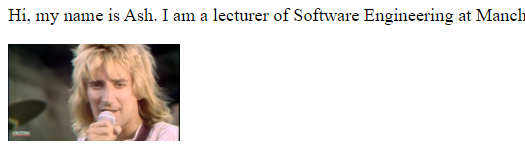 Hi, my name is Ash. I am a lecturer of Software Engineering at Manch